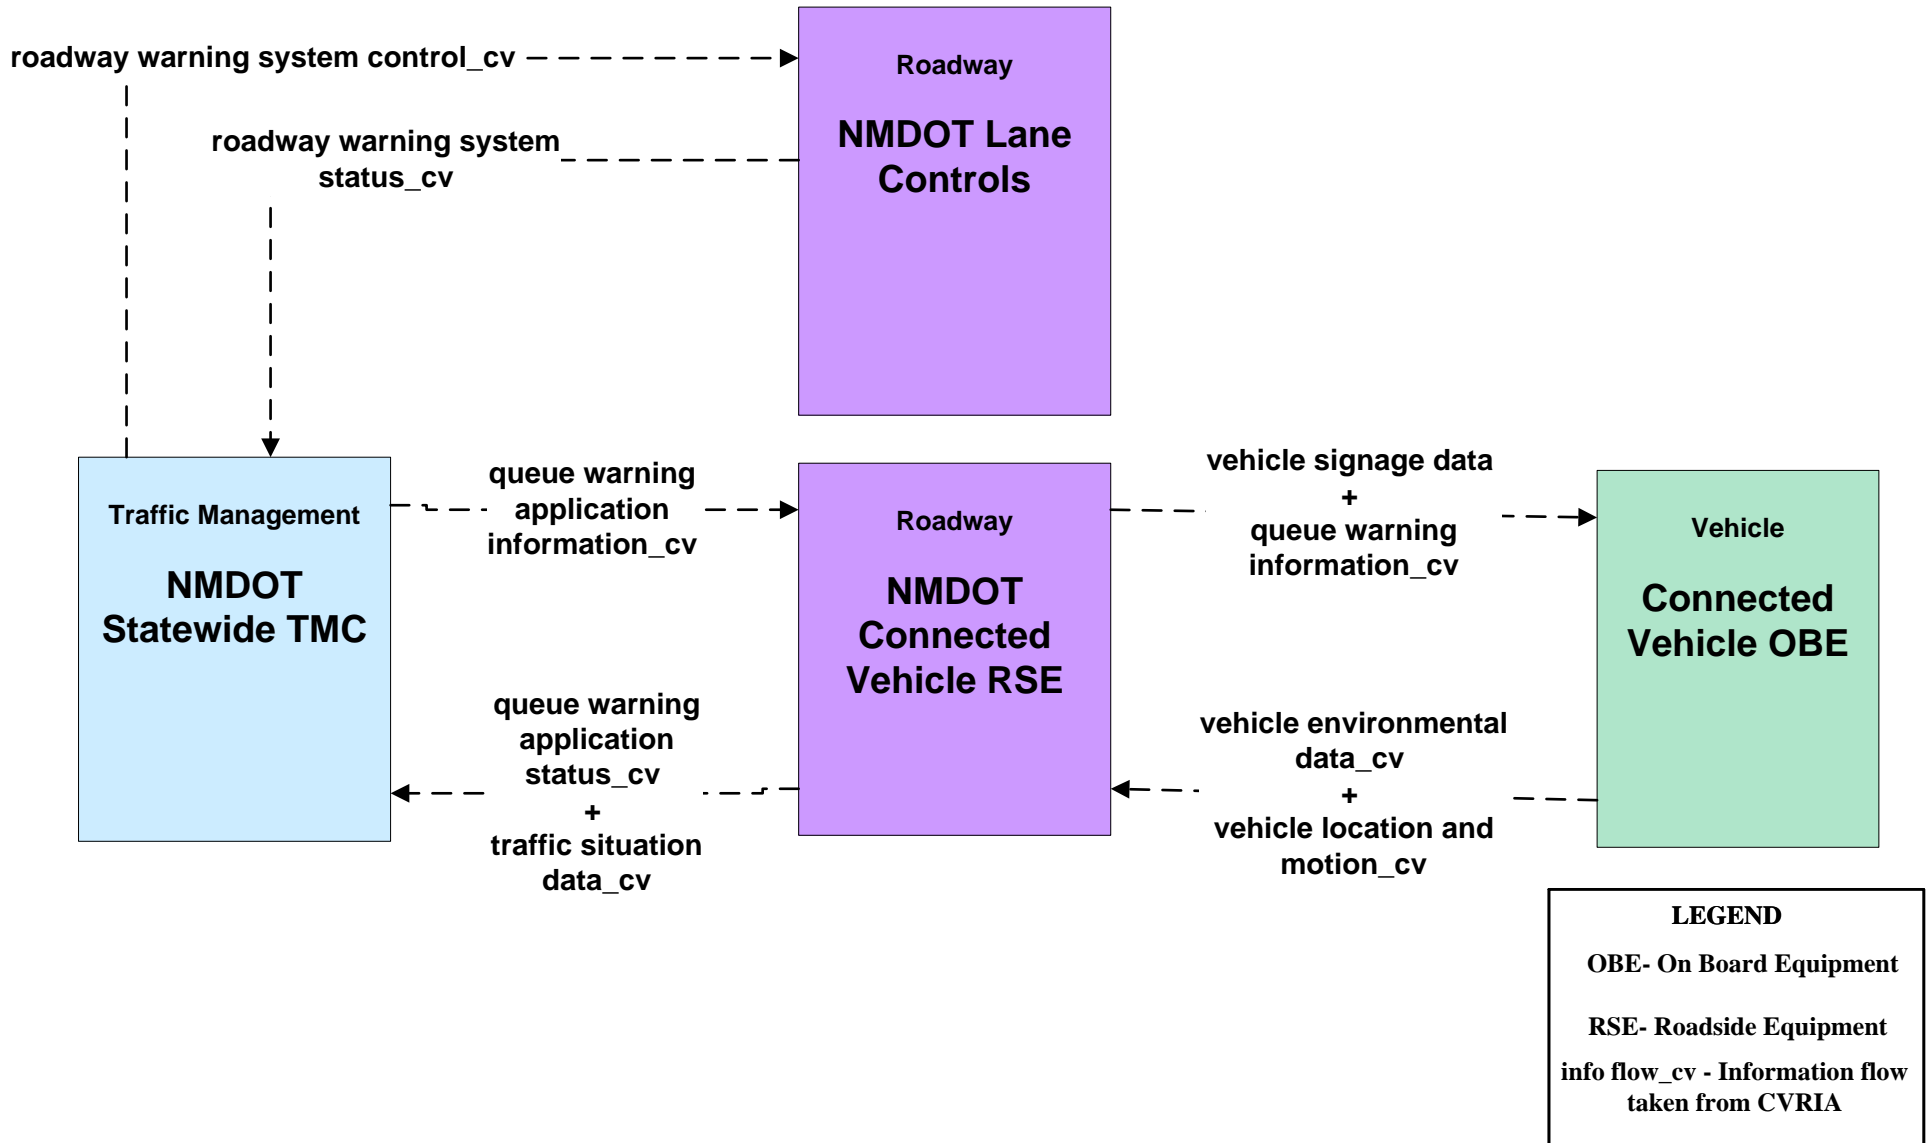 roadway warning system control_cv
roadway warning system
status_cv
Roadway
NMDOT Lane
Controls
Traffic Management
NMDOT
Statewide TMC
queue warning
application
information_cv
queue warning
application
status_cv
+
traffic situation
data_cv
Roadway
NMDOT
Connected
Vehicle RSE
vehicle signage data
+
queue warning
information_cv
vehicle environmental
data_cv
+
vehicle location and
motion_cv
Vehicle
Connected
Vehicle OBE
LEGEND
OBE- On Board Equipment
RSE- Roadside Equipment
info flow_cv - Information flow
taken from CVRIA